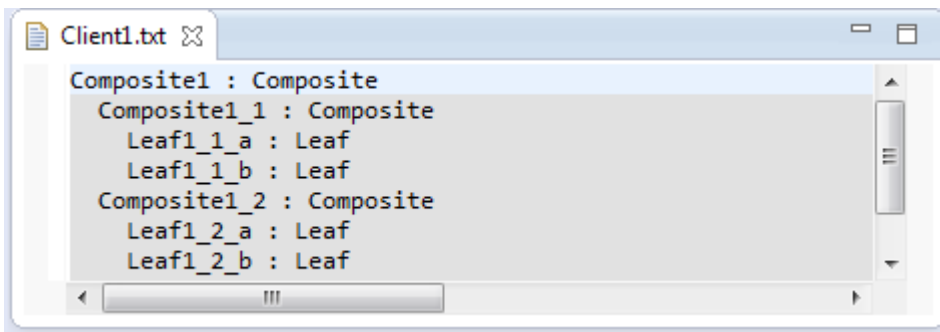 Client1.txt
Composite1 : Composite
Composite1_1 : Composite
Leaf1_1_a : Leaf
Leaf1_1_b : Leaf
Composite1_2 : Composite
Leaf1_2_a : Leaf
Leaf1_2_b : Leaf